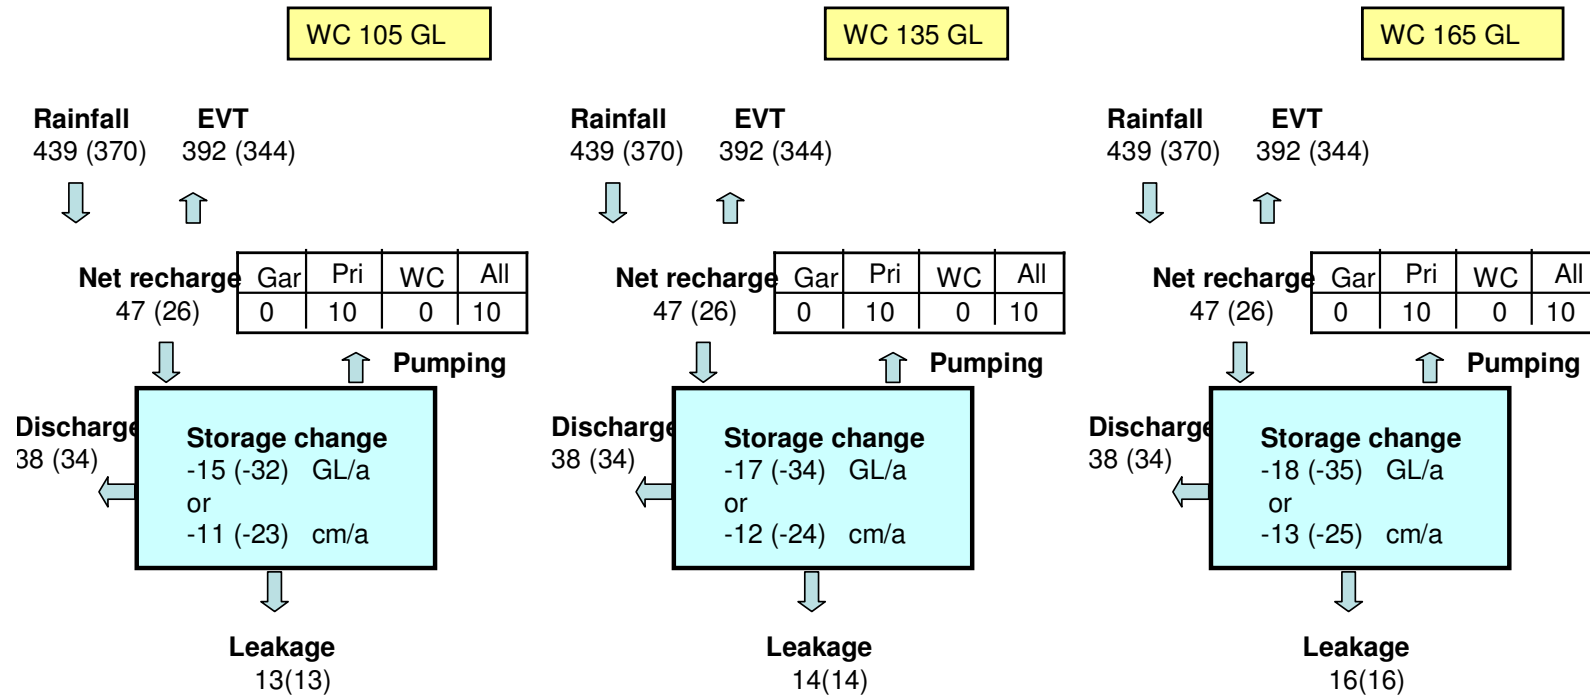 WC 105 GL
Rainfall EVT
439 (370) 392 (344)
Net recharge
47 (26)
Gar Pri WC All
0 10 0 10
Pumping
Discharge
38 (34)
Storage change
-15 (-32) GL/a
or
-11 (-23) cm/a
Leakage
13(13)
WC 135 GL
Rainfall EVT
439 (370) 392 (344)
Net recharge
47 (26)
Gar Pri WC All
0 10 0 10
Pumping
Discharge
38 (34)
Storage change
-17 (-34) GL/a
or
-12 (-24) cm/a
Leakage
14(14)
WC 165 GL
Rainfall EVT
439 (370) 392 (344)
Net recharge
47 (26)
Gar Pri WC All
0 10 0 10
Pumping
Discharge
38 (34)
Storage change
-18 (-35) GL/a
or
-13 (-25) cm/a
Leakage
16(16)